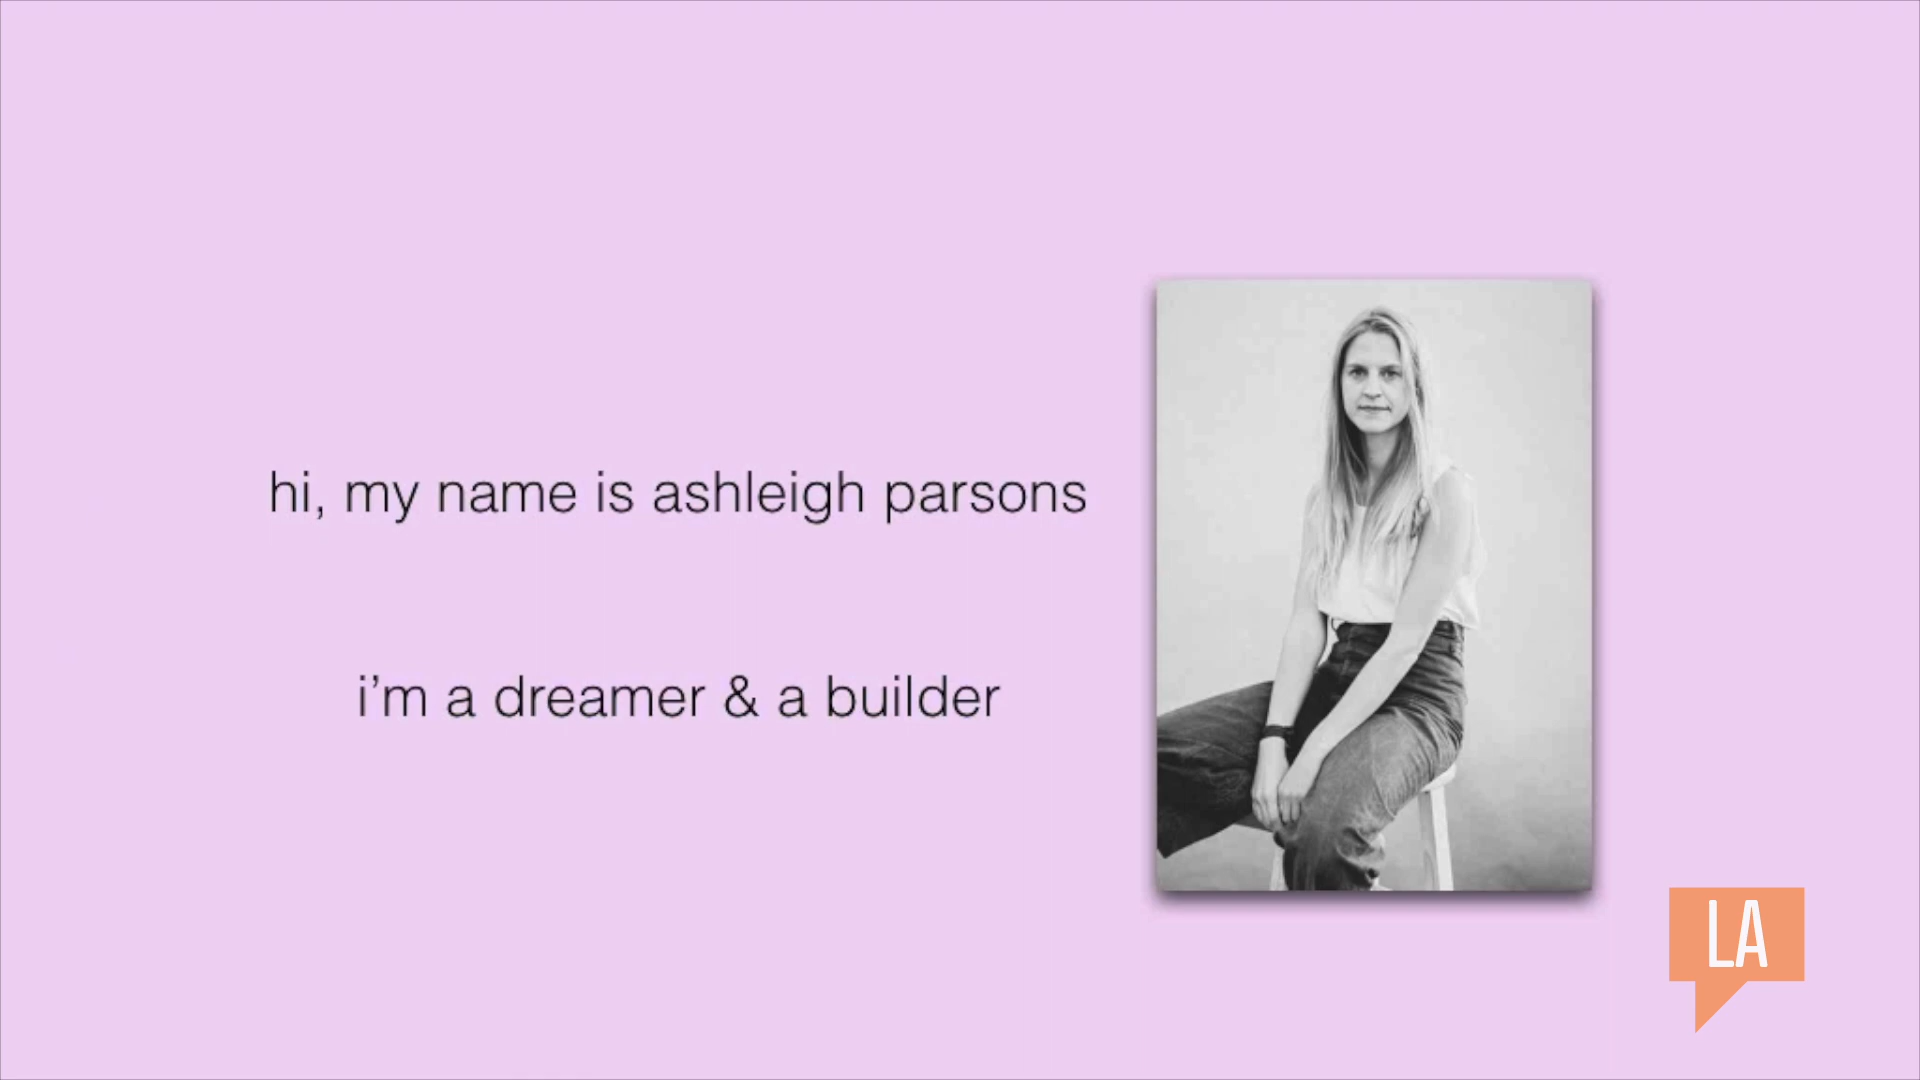 hi, my name is ashleigh parsons
i’m a dreamer & a builder
LA